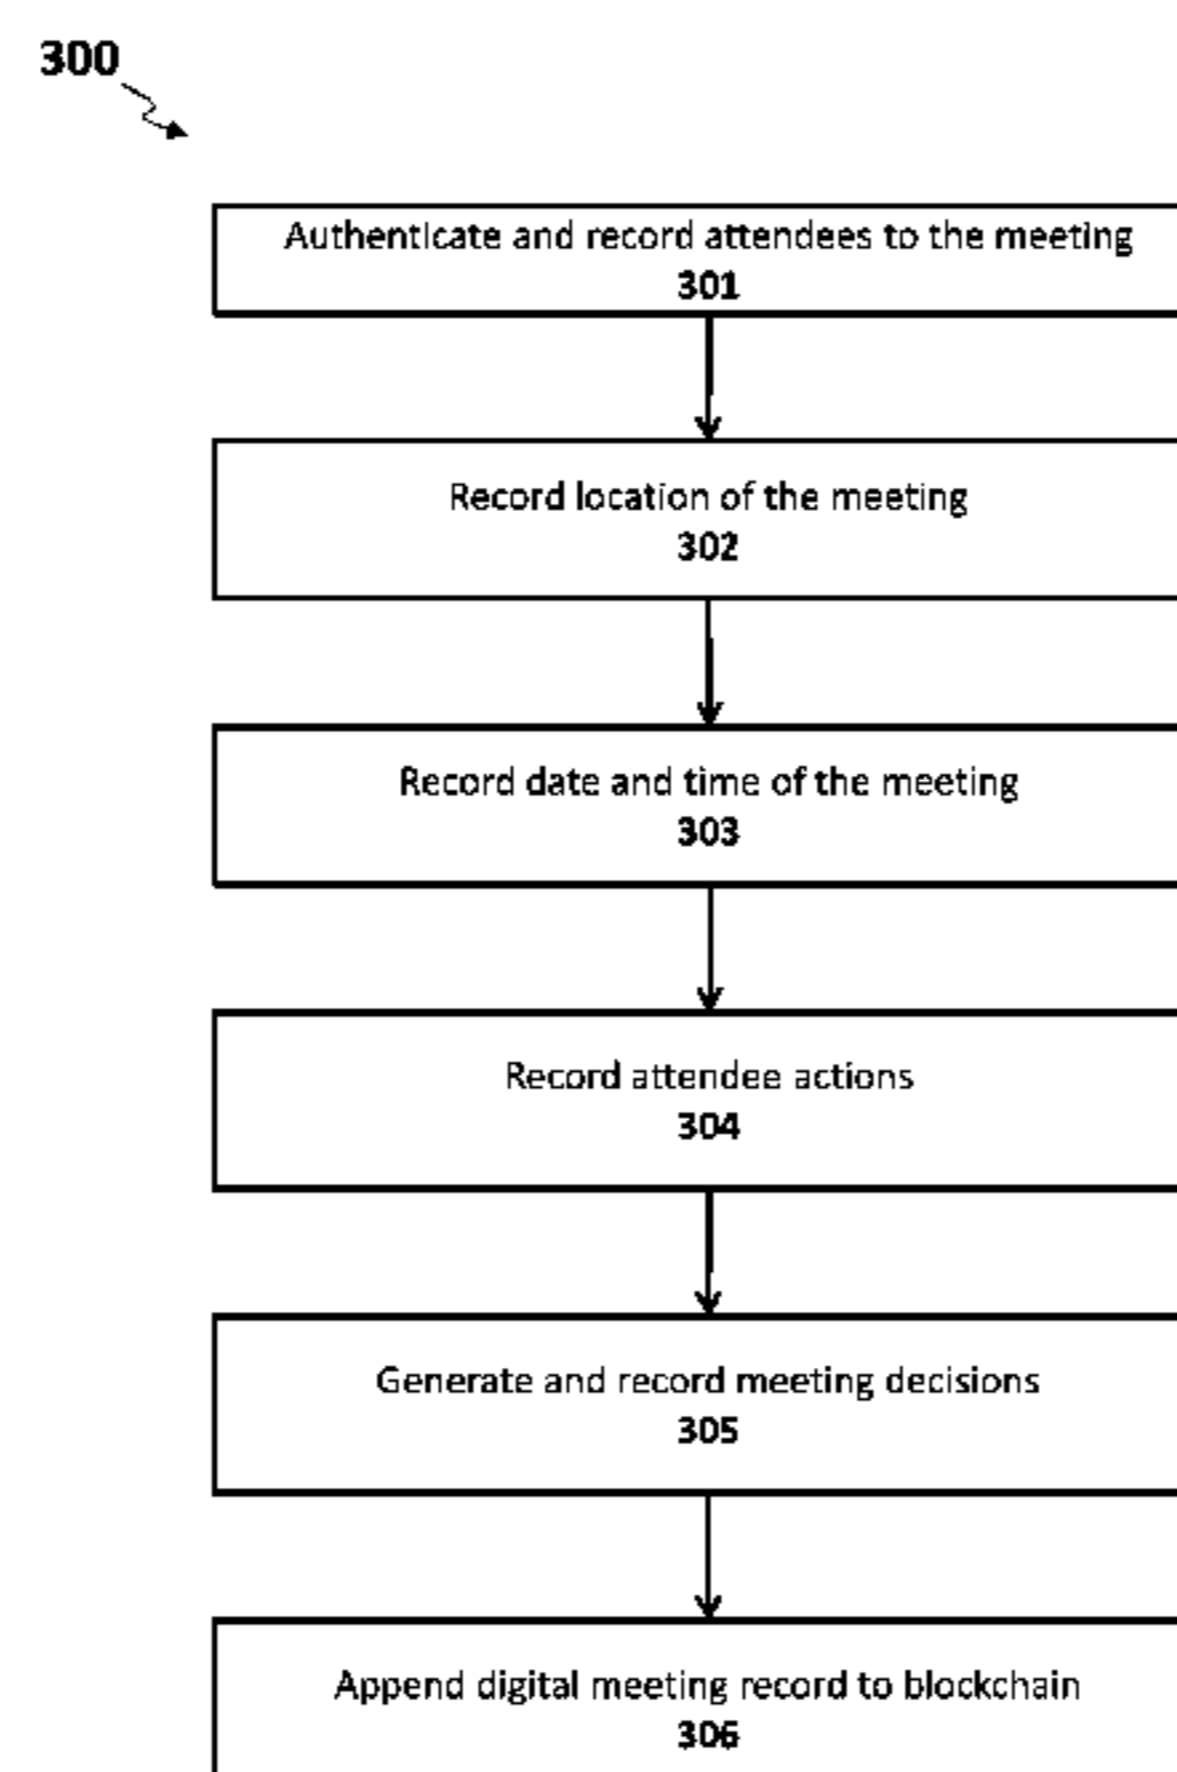 300
Authenticate and record attendees to the meeting
301
Record location of the meeting
302
Record date and time of the meeting
303
Record attendee actions
304
Generate and record meeting decisions
305
Append digital meeting record to blockchain
306